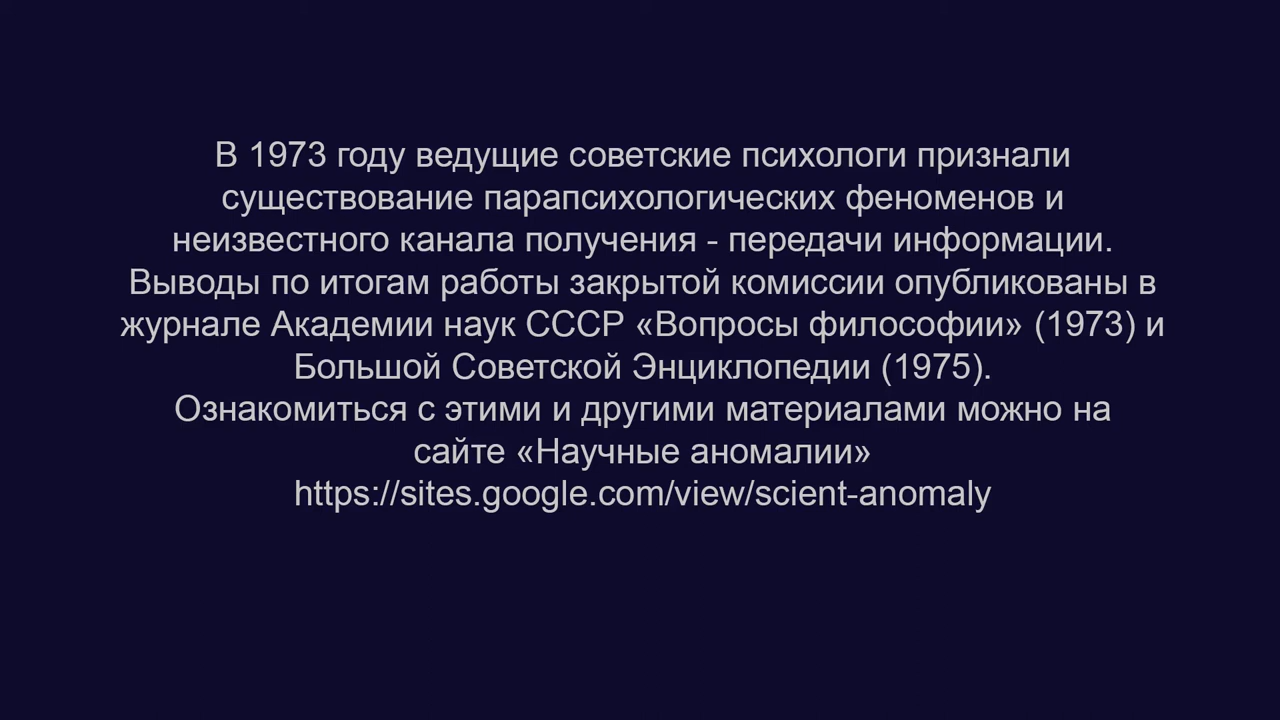 В 1973 году ведущие советские психологи признали
существование парапсихологических феноменов и
неизвестного канала получения - передачи информации.
Выводы по итогам работы закрытой комиссии опубликованы в
журнале Академии наук СССР «Вопросы философии» (1973) и
Большой Советской Энциклопедии (1975).
Ознакомиться с этими и другими материалами можно на
сайте «Научные аномалии»
https://sites.google.com/view/scient-anomaly